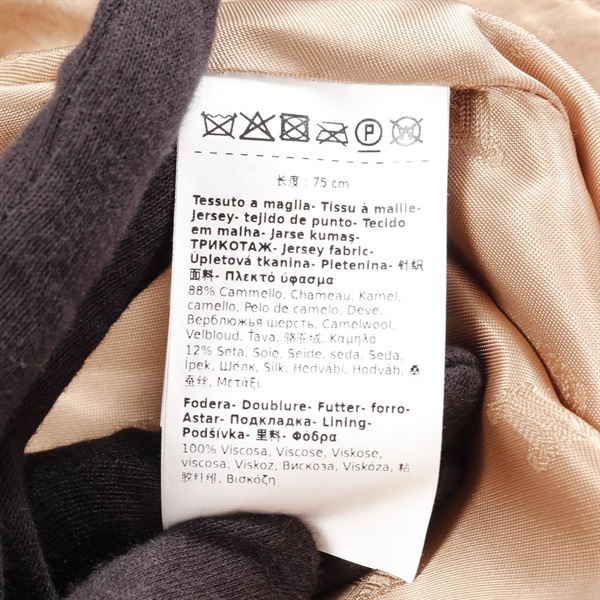 P
W
长度 : 75 cm
Tessuto a maglia- Tissu à maille-
Jersey- tejido de punto- Tecido
em malha- Jarse kumaş-
ТРИКОТАЖ- Jersey fabric-
Úpletová tkanina- Pletenina- 针织
面料- Πλεκτό ύφασμα
88% Cammello, Chameau, Kamel,
camello, Pelo de camelo, Deve,
Верблюжья шерсть, Camelwool,
Velbloud, Ťava, 骆驼绒, Καμηλό
12% Seta, Soie, Seide, seda, Seda,
İpek, Шёлк, Silk, Hedvábí, Hodváb, 桑
蚕丝, Μετάξι
Fodera- Doublure- Futter- forro-
Astar- Подкладка- Lining-
Podšívka- 里料- Φόδρα
100% Viscosa, Viscose, Viskose,
viscosa, Viskoz, Вискоза, Viskóza, 粘
胶纤维, Βισκόζη